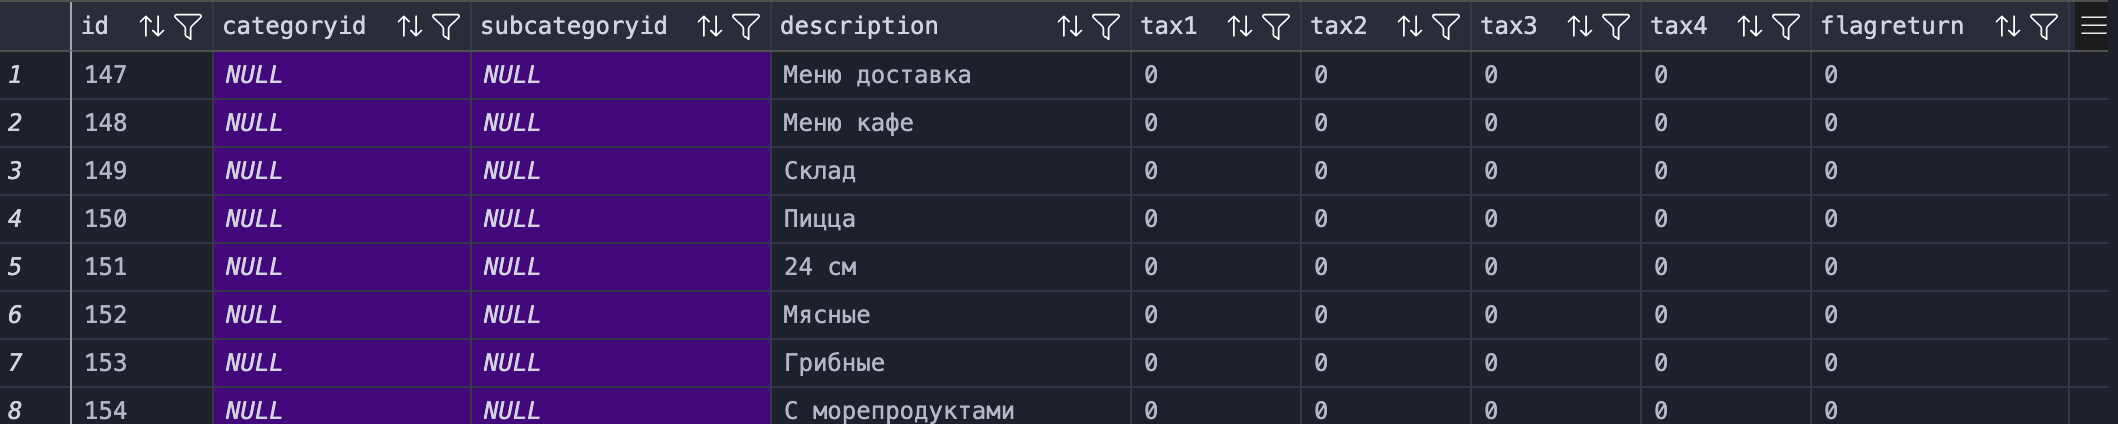 id categoryid subcategoryid description tax1 tax2 tax3 tax4 flagreturn
1 147 NULL NULL Меню доставка 0 0 0 0 0
2 148 NULL NULL Меню кафе 0 0 0 0 0
3 149 NULL NULL Склад 0 0 0 0 0
4 150 NULL NULL Пицца 0 0 0 0 0
5 151 NULL NULL 24 см 0 0 0 0 0
6 152 NULL NULL Мясные 0 0 0 0 0
7 153 NULL NULL Грибные 0 0 0 0 0
8 154 NULL NULL С морепродуктами 0 0 0 0 0